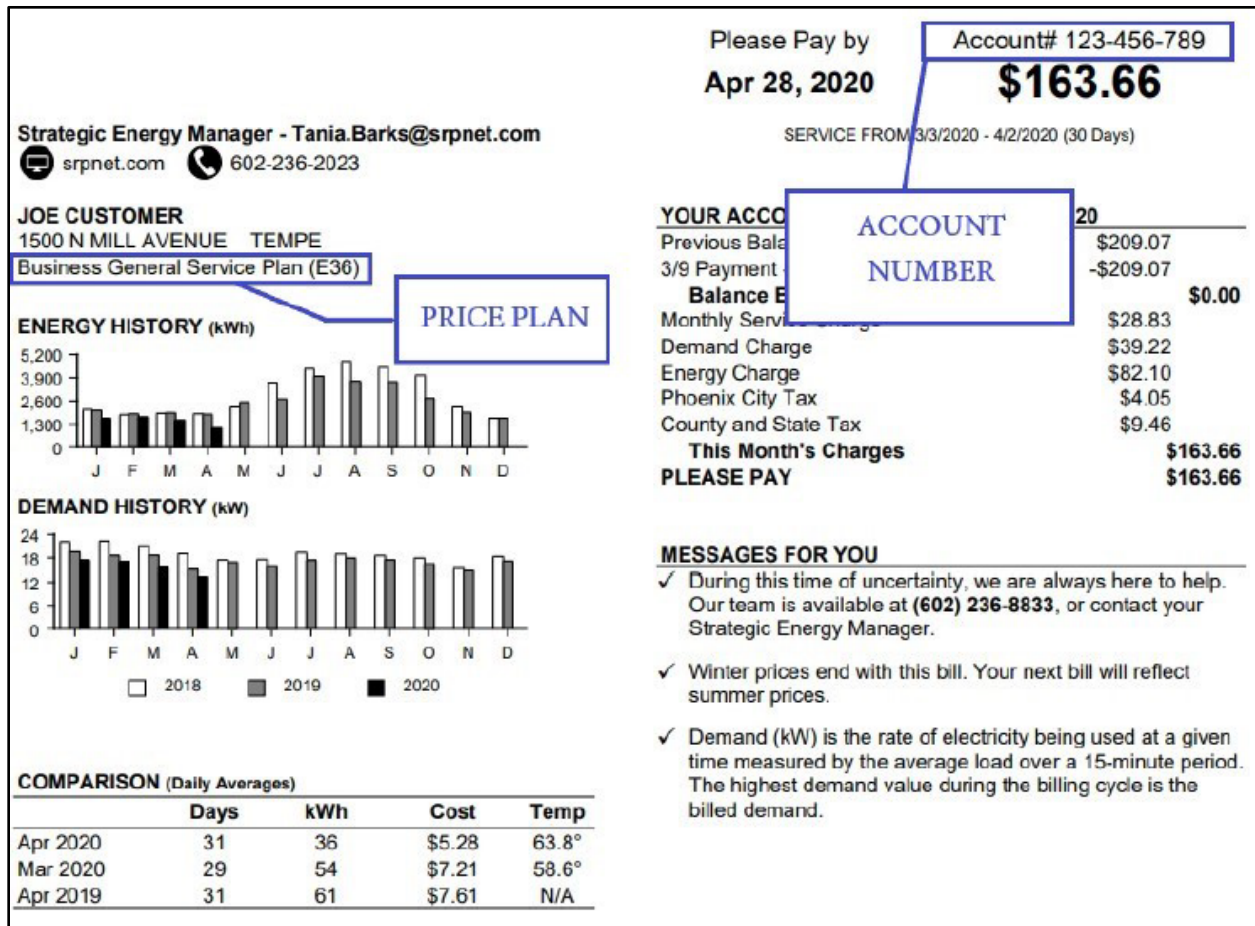 Please Pay by
Account# 123-456-789
Apr 28, 2020
$163.66
SERVICE FROM 3/3/2020 - 4/2/2020 (30 Days)
Strategic Energy Manager - Tania.Barks@srpnet.com
srpnet.com 602-236-2023
JOE CUSTOMER
1500 N MILL AVENUE TEMPE
Business General Service Plan (E36)
PRICE PLAN
ENERGY HISTORY (kWh)
5,200
3,900
2,600
1,300
0
J F M A M J J A S O N D
DEMAND HISTORY (kW)
24
18
12
6
0
J F M A M J J A S O N D
2018 2019 2020
COMPARISON (Daily Averages)
Days kWh Cost Temp
Apr 2020 31 36 $5.28 63.8°
Mar 2020 29 54 $7.21 58.6°
Apr 2019 31 61 $7.61 N/A
ACCOUNT
NUMBER
YOUR 20
Previous $209.07
3/9 Payment -$209.07
Balance $0.00
Monthly $28.83
Demand Charge $39.22
Energy Charge $82.10
Phoenix City Tax $4.05
County and State Tax $9.46
This Month's Charges $163.66
PLEASE PAY $163.66
MESSAGES FOR YOU
✓ During this time of uncertainty, we are always here to help.
Our team is available at (602) 236-8833, or contact your
Strategic Energy Manager.
✓ Winter prices end with this bill. Your next bill will reflect
summer prices.
✓ Demand (kW) is the rate of electricity being used at a given
time measured by the average load over a 15-minute period.
The highest demand value during the billing cycle is the
billed demand.